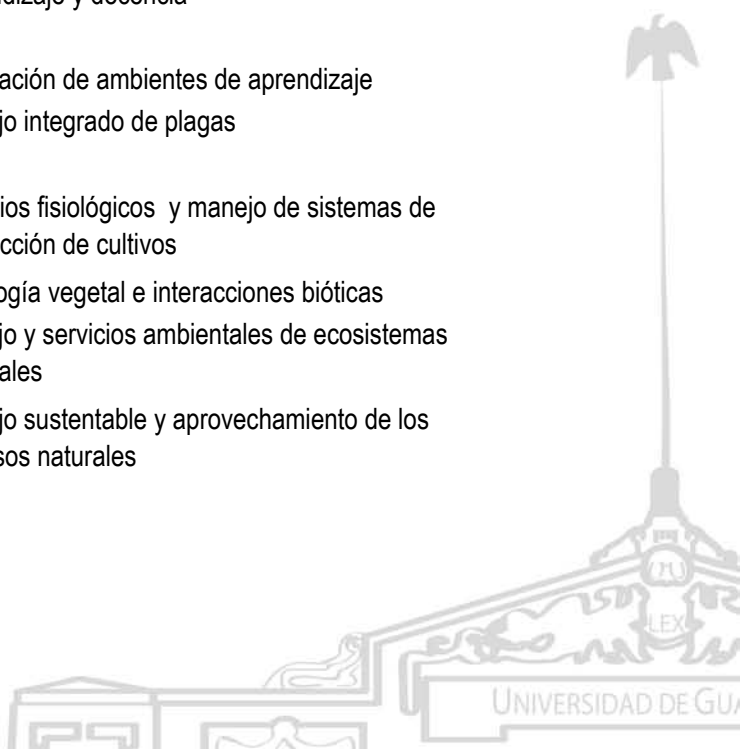 dizaje y docencia
ación de ambientes de aprendizaje
jo integrado de plagas
ios fisiológicos y manejo de sistemas de
cción de cultivos
ogía vegetal e interacciones bióticas
jo y servicios ambientales de ecosistemas
ales
jo sustentable y aprovechamiento de los
sos naturales
LEX
UNIVERSIDAD DE GUA